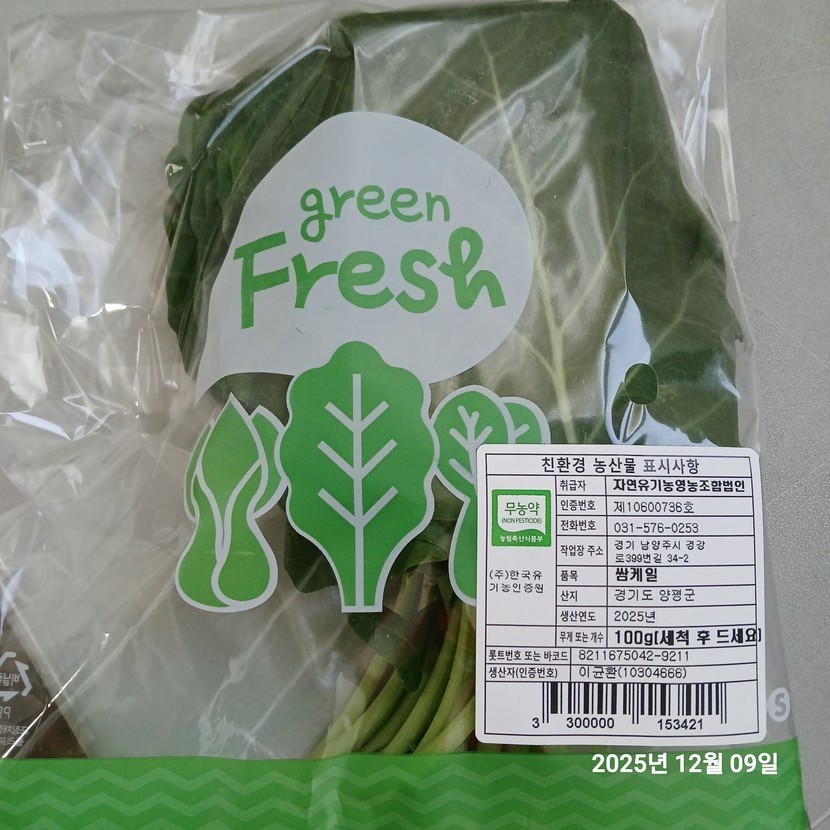 green
Fresh
친환경 농산물 표시사항
무농약
(NON PESTICIDE)
농림축산식품부
(주)한국유
기농인증원
취급자 자연유기농영농조합법인
인증번호 제10600736호
전화번호 031-576-0253
작업장 주소 경기 남양주시 경강
로399번길 34-2
품목 쌈케일
산지 경기도 양평군
생산연도 2025년
무게 또는 개수 100g(세척 후 드세요)
롯트번호 또는 바코드 8211675042-9211
생산자(인증번호) 이균환(10304666)
3 300000 153421
S
2025년 12월 09일